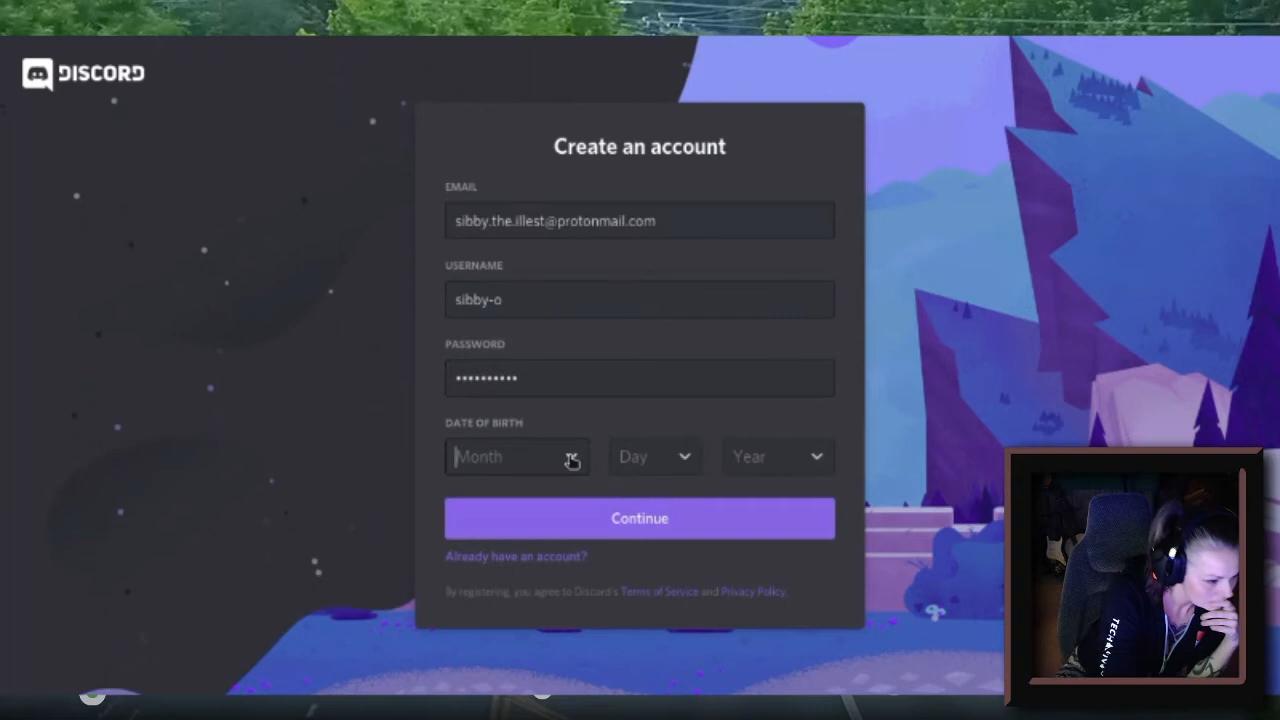 DISCORD
Create an account
EMAIL
sibby.the.illest@protonmail.com
USERNAME
sibby-o
PASSWORD
••••••••••
DATE OF BIRTH
Month Day Year
Continue
Already have an account?
By registering, you agree to Discord's Terms of Service and Privacy Policy.